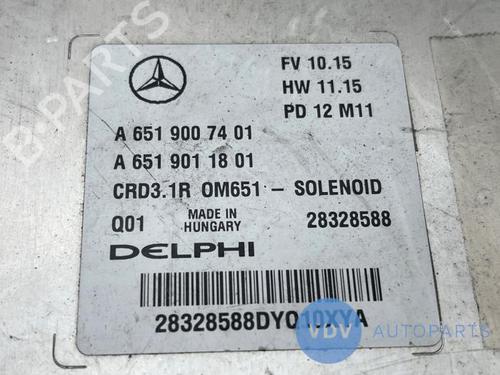 FV 10.15
HW 11.15
PD 12 M11
A 651 900 74 01
A 651 901 18 01
CRD3.1R OM651 - SOLENOID
Q01 MADE IN HUNGARY 28328588
DELPHI
28328588DYQ10XYA
B-PARTS
VDV AUTOPARTS